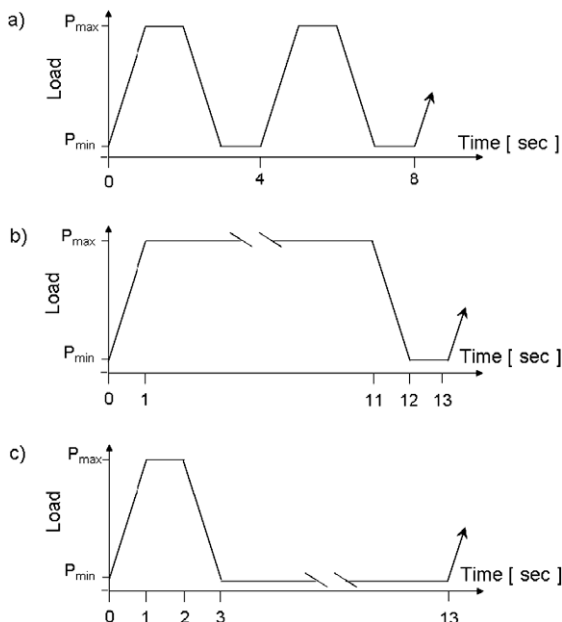 a)
Pmax
Load
Pmin
Time [ sec ]
0 4 8
b)
Pmax
Load
Pmin
Time [ sec ]
0 1 11 12 13
c)
Pmax
Load
Pmin
Time [ sec ]
0 1 2 3 13